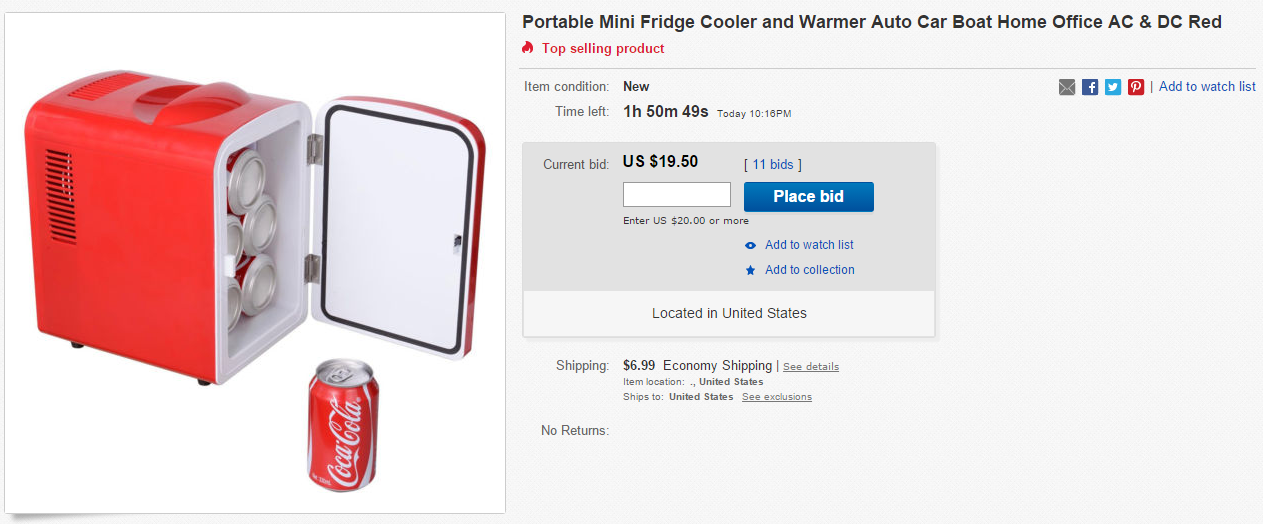 Portable Mini Fridge Cooler and Warmer Auto Car Boat Home Office AC & DC Red
Top selling product
Item condition: New
| Add to watch list
Time left: 1h 50m 49s Today 10:16PM
Current bid: US $19.50 [ 11 bids ]
Place bid
Enter US $20.00 or more
Add to watch list
Add to collection
Located in United States
Shipping: $6.99 Economy Shipping | See details
Item location: ., United States
Ships to: United States See exclusions
No Returns:
Coca-Cola